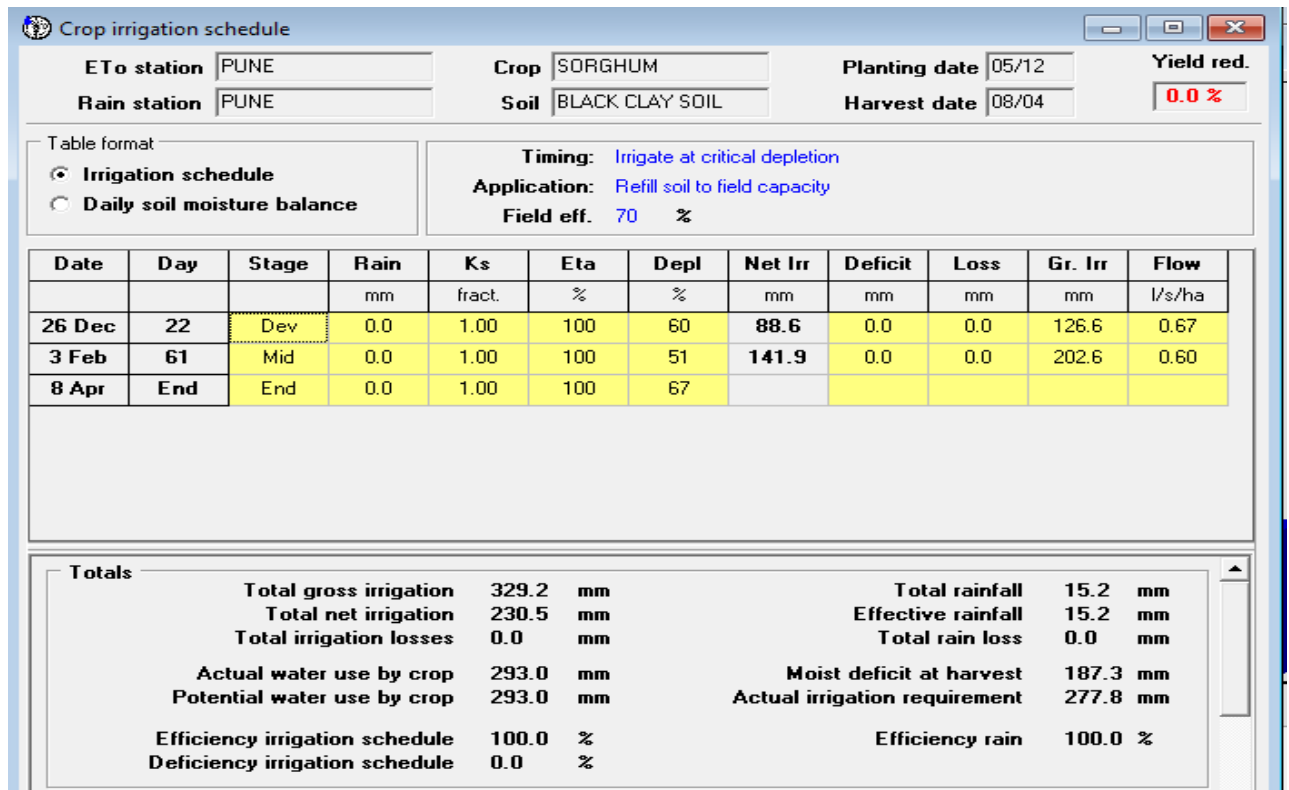 Crop irrigation schedule
ETo station PUNE Crop SORGHUM Planting date 05/12 Yield red.
Rain station PUNE Soil BLACK CLAY SOIL Harvest date 08/04 0.0 %
Table format
Irrigation schedule
Daily soil moisture balance
Timing: Irrigate at critical depletion
Application: Refill soil to field capacity
Field eff. 70 %
Date Day Stage Rain Ks Eta Depl Net Irr Deficit Loss Gr. Irr Flow
mm fract. % % mm mm mm mm l/s/ha
26 Dec 22 Dev 0.0 1.00 100 60 88.6 0.0 0.0 126.6 0.67
3 Feb 61 Mid 0.0 1.00 100 51 141.9 0.0 0.0 202.6 0.60
8 Apr End End 0.0 1.00 100 67
Totals
Total gross irrigation 329.2 mm Total rainfall 15.2 mm
Total net irrigation 230.5 mm Effective rainfall 15.2 mm
Total irrigation losses 0.0 mm Total rain loss 0.0 mm
Actual water use by crop 293.0 mm Moist deficit at harvest 187.3 mm
Potential water use by crop 293.0 mm Actual irrigation requirement 277.8 mm
Efficiency irrigation schedule 100.0 % Efficiency rain 100.0 %
Deficiency irrigation schedule 0.0 %